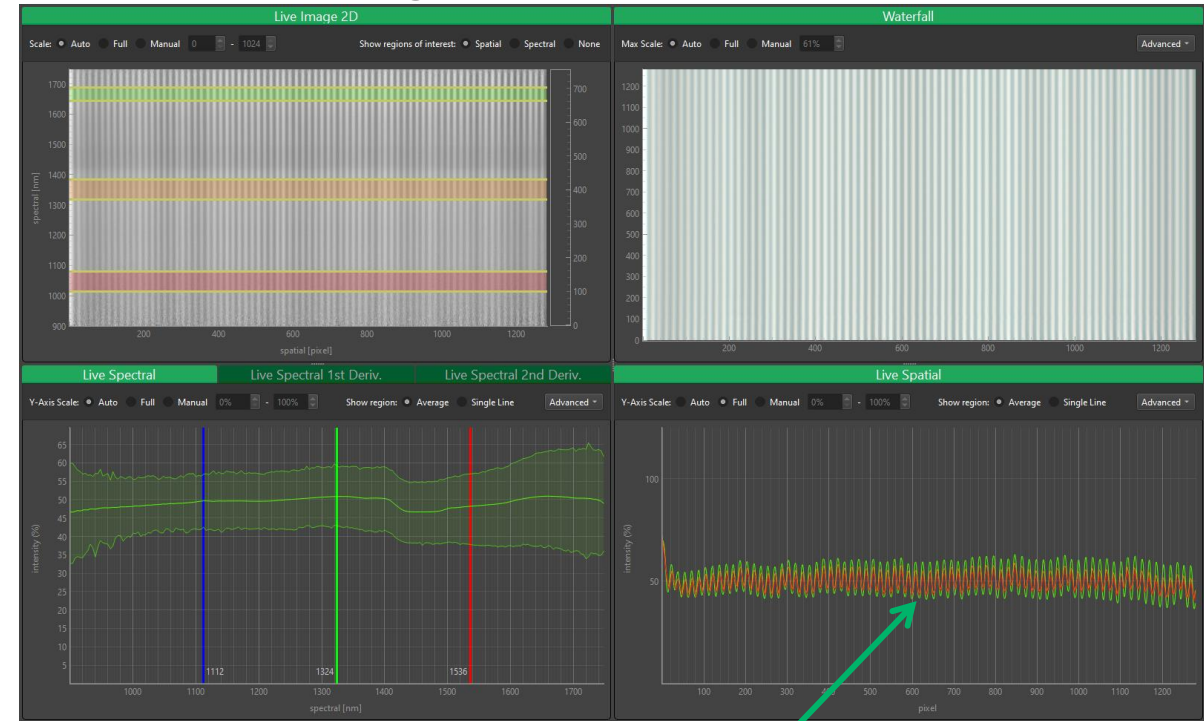 Live Image 2D
Scale: Auto Full Manual 0 - 1024 Show regions of interest: Spatial Spectral None
spectral [nm]
1700
1600
1500
1400
1300
1200
1100
1000
900
700
600
500
400
300
200
100
0
200 400 600 800 1000 1200
spatial [pixel]
Waterfall
Max Scale: Auto Full Manual 61% Advanced
1200
1100
1000
900
800
700
600
500
400
300
200
100
0
200 400 600 800 1000 1200
Live Spectral Live Spectral 1st Deriv. Live Spectral 2nd Deriv.
Y-Axis Scale: Auto Full Manual 0% - 100% Show region: Average Single Line Advanced
intensity (%)
65
60
55
50
45
40
35
30
25
20
15
10
5
1112 1324 1536
1000 1100 1200 1300 1400 1500 1600 1700
spectral [nm]
Live Spatial
Y-Axis Scale: Auto Full Manual 0% - 100% Show region: Average Single Line Advanced
intensity (%)
100
50
100 200 300 500 600 700 800 900 1000 1100 1200
pixel